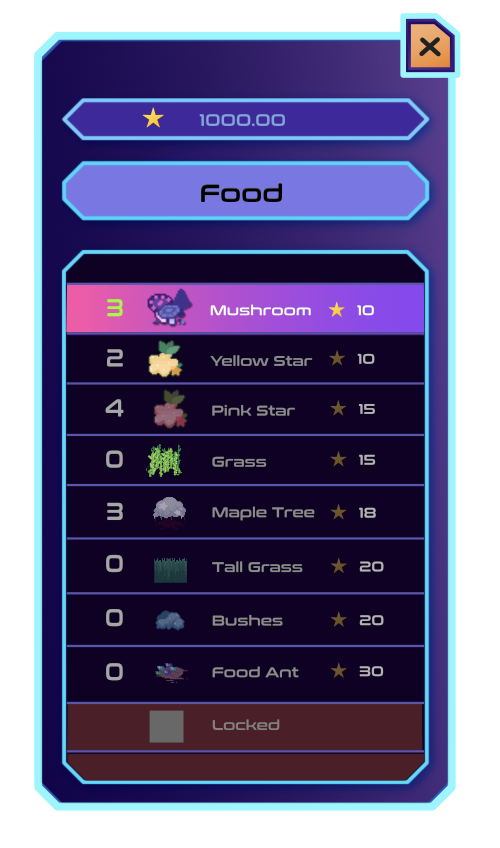 1000.00
Food
3 Mushroom 10
2 Yellow Star 10
4 Pink Star 15
0 Grass 15
3 Maple Tree 18
0 Tall Grass 20
0 Bushes 20
0 Food Ant 30
Locked